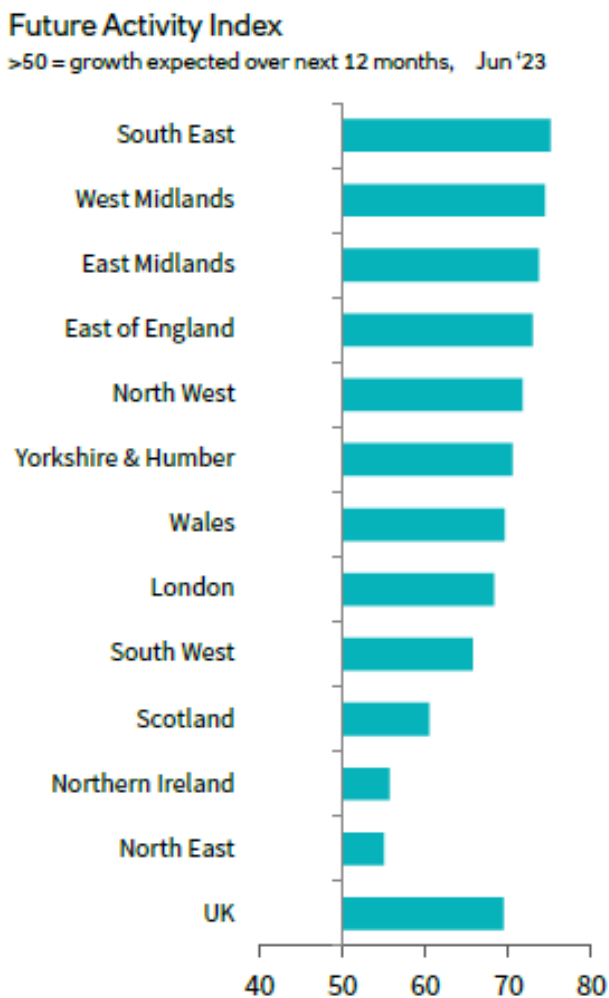 Future Activity Index
>50 = growth expected over next 12 months, Jun ‘23
South East
West Midlands
East Midlands
East of England
North West
Yorkshire & Humber
Wales
London
South West
Scotland
Northern Ireland
North East
UK
40 50 60 70 80